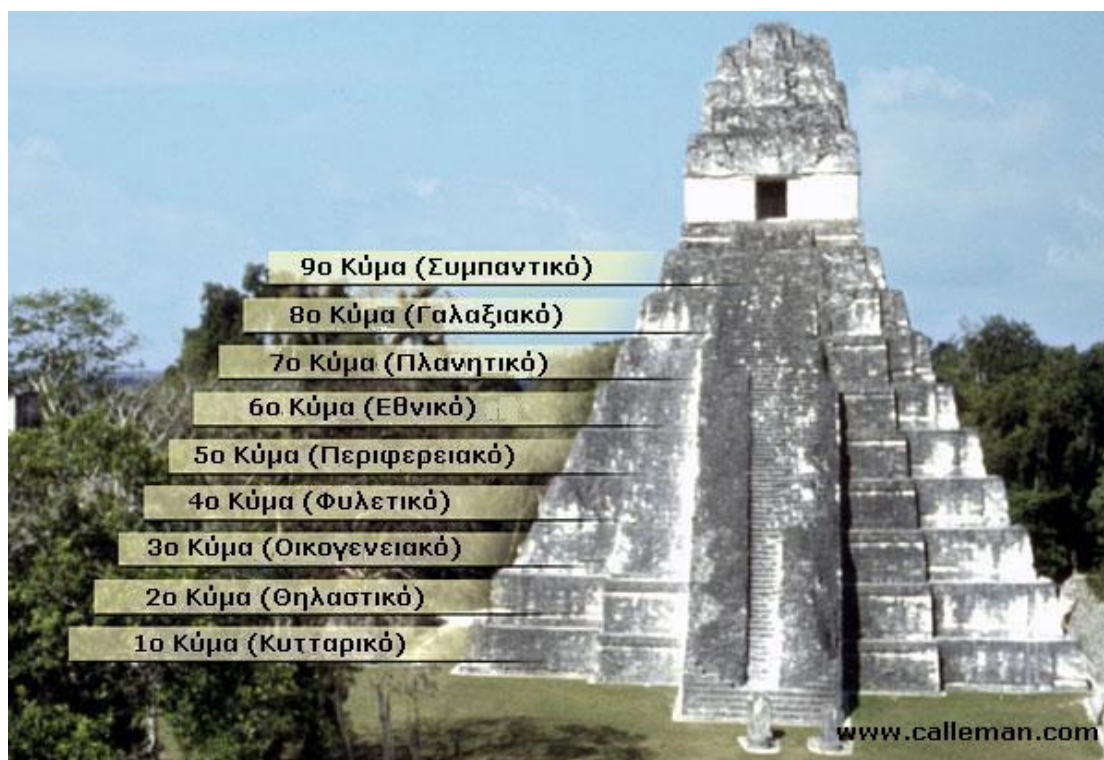 9ο Κύμα (Συμπαντικό)
8ο Κύμα (Γαλαξιακό)
7ο Κύμα (Πλανητικό)
6ο Κύμα (Εθνικό)
5ο Κύμα (Περιφερειακό)
4ο Κύμα (Φυλετικό)
3ο Κύμα (Οικογενειακό)
2ο Κύμα (Θηλαστικό)
1ο Κύμα (Κυτταρικό)
www.calleman.com